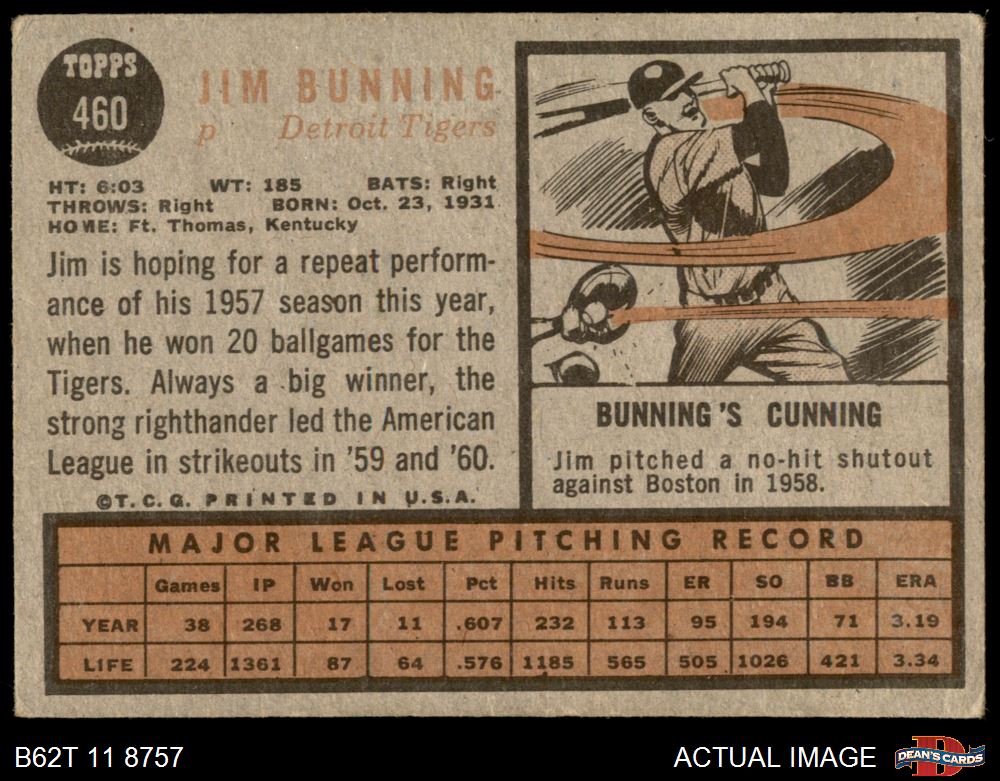 TOPPS
460
JIM BUNNING
p Detroit Tigers
HT: 6:03 WT: 185 BATS: Right
THROWS: Right BORN: Oct. 23, 1931
HOME: Ft. Thomas, Kentucky
Jim is hoping for a repeat perform-
ance of his 1957 season this year,
when he won 20 ballgames for the
Tigers. Always a big winner, the
strong righthander led the American
League in strikeouts in '59 and '60.
©T.C.G. PRINTED IN U.S.A.
BUNNING'S CUNNING
Jim pitched a no-hit shutout
against Boston in 1958.
MAJOR LEAGUE PITCHING RECORD
Games IP Won Lost Pct Hits Runs ER SO BB ERA
YEAR 38 268 17 11 .607 232 113 95 194 71 3.19
LIFE 224 1361 87 64 .576 1185 565 505 1026 421 3.34
B62T 11 8757
ACTUAL IMAGE
D
DEAN'S CARDS